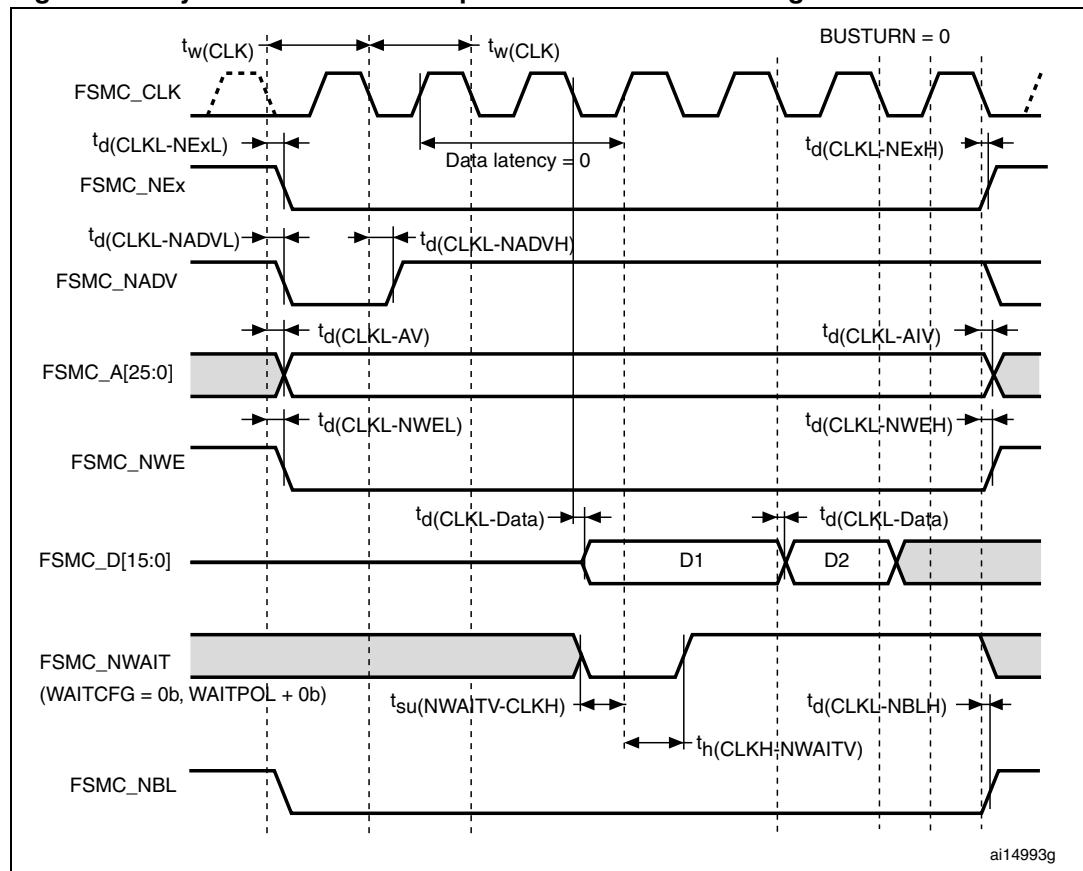 BUSTURN = 0
tw(CLK)
tw(CLK)
FSMC_CLK
td(CLKL-NExL)
Data latency = 0
td(CLKL-NExH)
FSMC_NEx
td(CLKL-NADVL)
td(CLKL-NADVH)
FSMC_NADV
td(CLKL-AV)
td(CLKL-AIV)
FSMC_A[25:0]
td(CLKL-NWEL)
td(CLKL-NWEH)
FSMC_NWE
td(CLKL-Data)
td(CLKL-Data)
FSMC_D[15:0]
D1
D2
FSMC_NWAIT
(WAITCFG = 0b, WAITPOL + 0b)
tsu(NWAITV-CLKH)
td(CLKL-NBLH)
th(CLKH-NWAITV)
FSMC_NBL
ai14993g